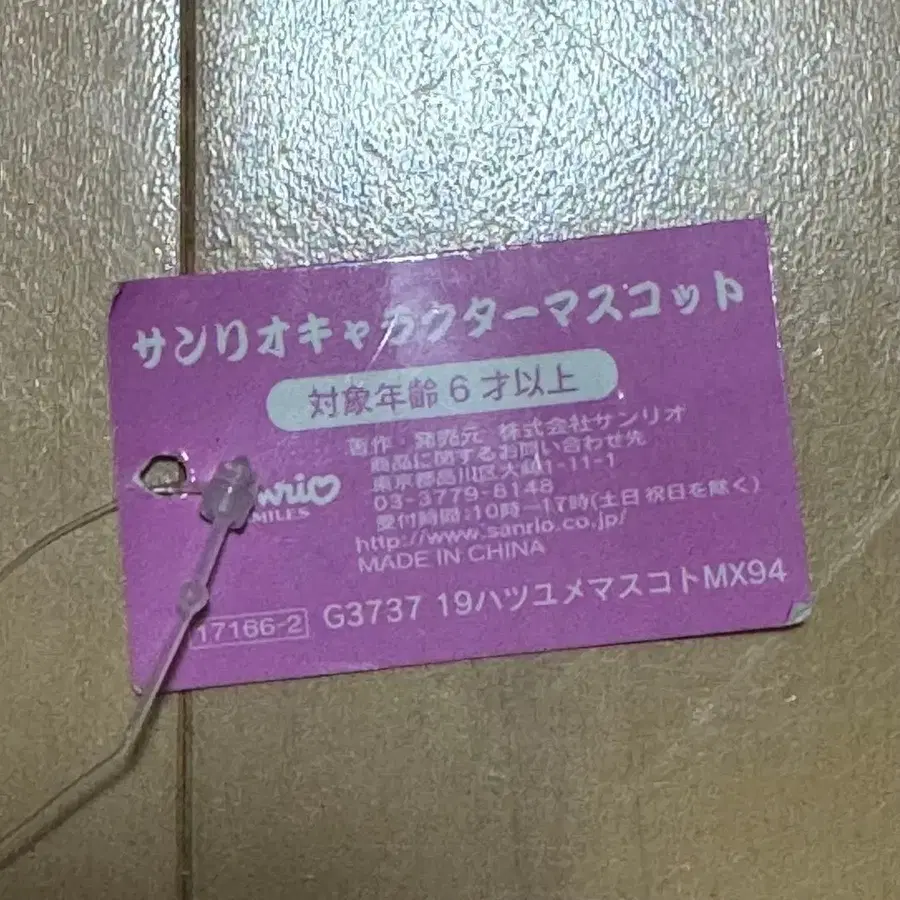 サンリオキャラクターマスコット
対象年齢6才以上
著作・発売元 株式会社サンリオ
商品に関するお問い合わせ先
東京都品川区大崎1-11-1
03-3779-8148
受付時間:10時~17時(土日祝日を除く)
http://www.sanrio.co.jp/
MADE IN CHINA
nrio
MILES
17166-2
G3737 19ハツユメマスコトMX94